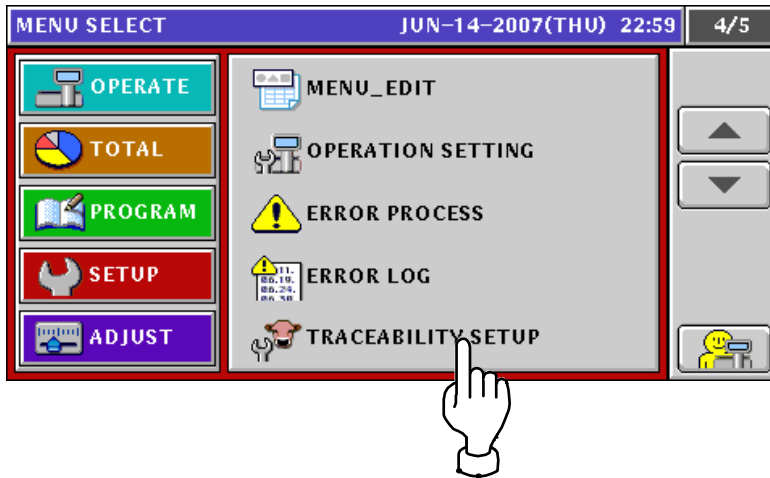 MENU SELECT JUN-14-2007(THU) 22:59 4/5
OPERATE
TOTAL
PROGRAM
SETUP
ADJUST
MENU_EDIT
OPERATION SETTING
ERROR PROCESS
ERROR LOG
TRACEABILITY SETUP